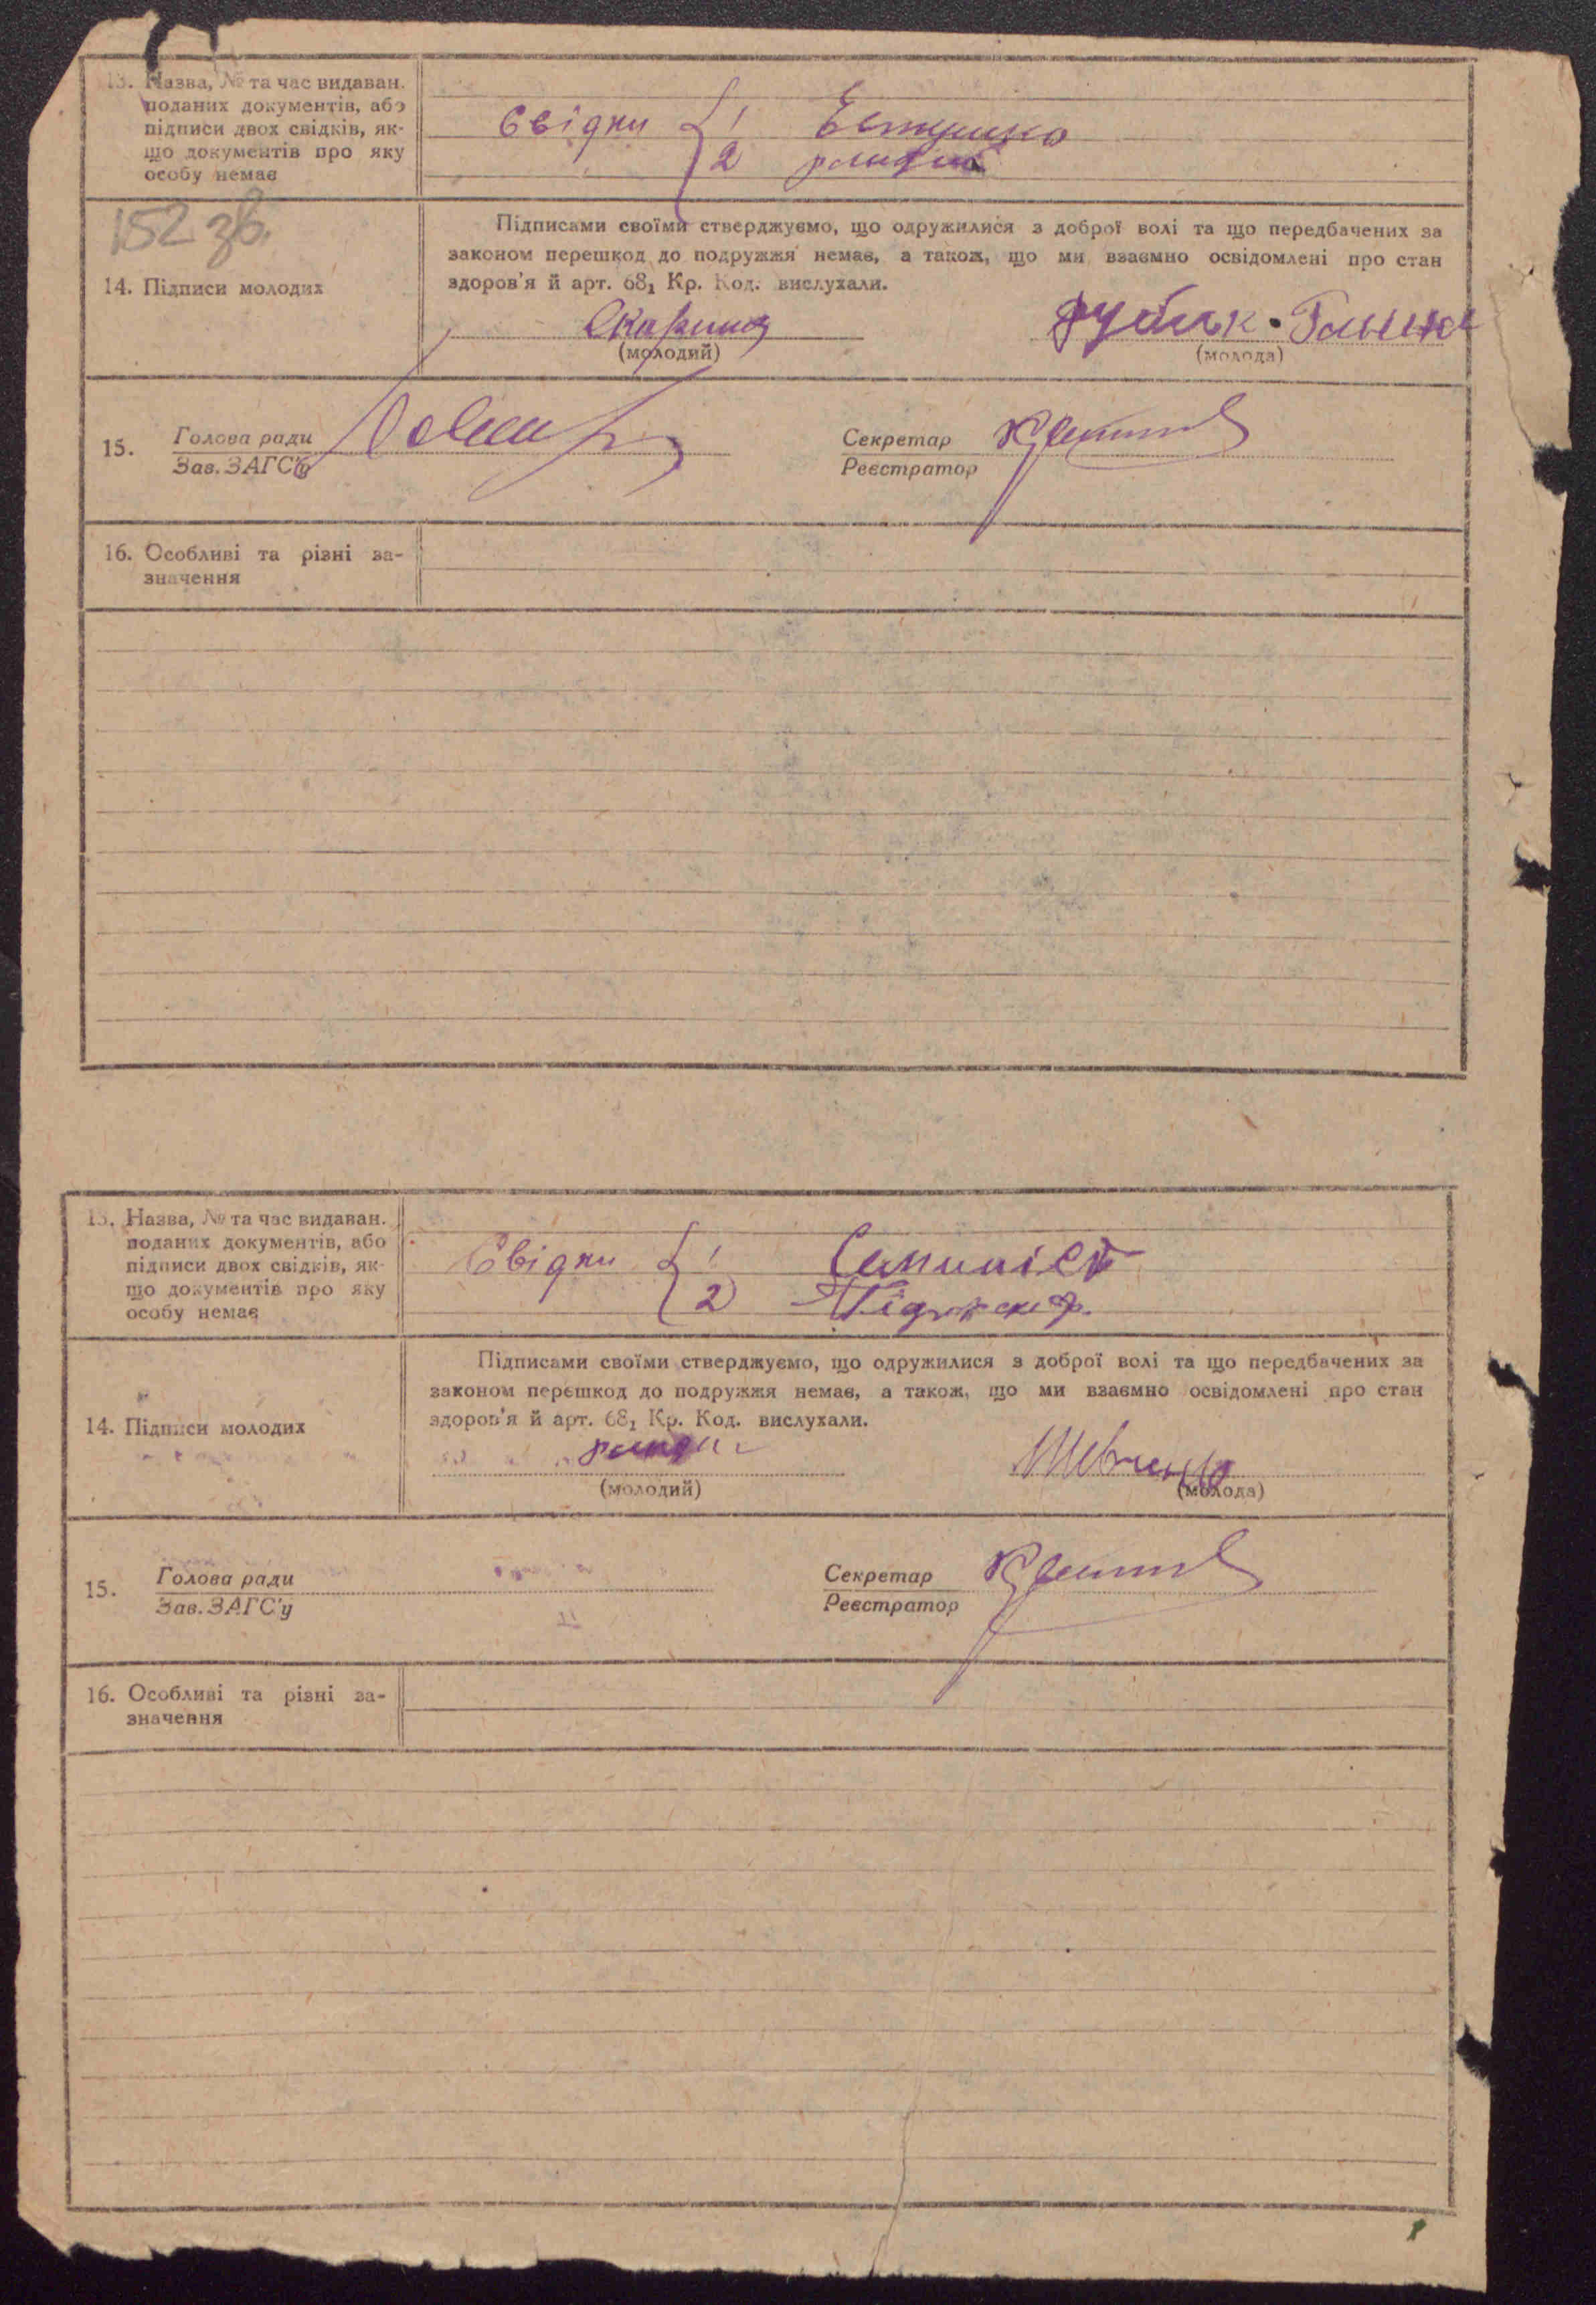 13. Назва, № та час видаван.
поданих документів, або
підписи двох свідків, як-
що документів про яку
особу немає
Свідки { 1
2
152 зв.
Підписами своїми стверджуємо, що одружилися з доброї волі та що передбачених за
законом перешкод до подружжя немає, а також, що ми взаємно освідомлені про стан
здоров'я й арт. 68₁ Кр. Код. вислухали.
14. Підписи молодих
(молодий)
Ганна
(молода)
15. Голова ради
Зав. ЗАГС'у
Секретар
Реєстратор
16. Особливі та різні за-
значення
13. Назва, № та час видаван.
поданих документів, або
підписи двох свідків, як-
що документів про яку
особу немає
Свідки { 1
2
Підписами своїми стверджуємо, що одружилися з доброї волі та що передбачених за
законом перешкод до подружжя немає, а також, що ми взаємно освідомлені про стан
здоров'я й арт. 68₁ Кр. Код. вислухали.
14. Підписи молодих
(молодий)
Шевченко
(молода)
15. Голова ради
Зав. ЗАГС'у
Секретар
Реєстратор
16. Особливі та різні за-
значення